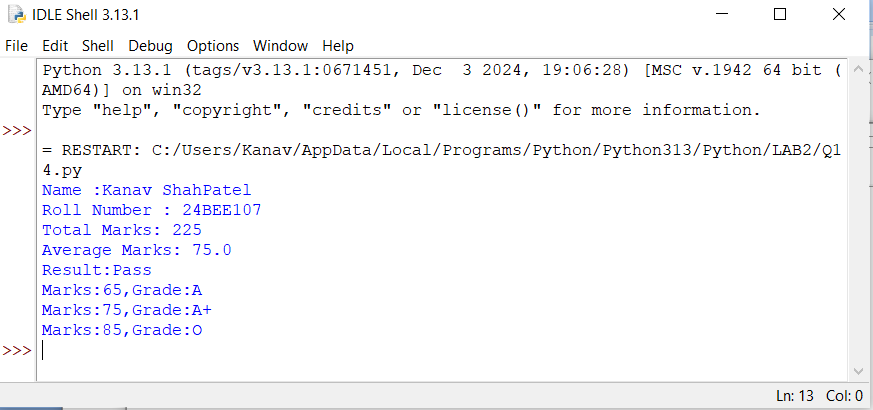 IDLE Shell 3.13.1
File Edit Shell Debug Options Window Help
Python 3.13.1 (tags/v3.13.1:0671451, Dec  3 2024, 19:06:28) [MSC v.1942 64 bit (
AMD64)] on win32
Type "help", "copyright", "credits" or "license()" for more information.
>>>
= RESTART: C:/Users/Kanav/AppData/Local/Programs/Python/Python313/Python/LAB2/Q1
4.py
Name :Kanav ShahPatel
Roll Number : 24BEE107
Total Marks: 225
Average Marks: 75.0
Result:Pass
Marks:65,Grade:A
Marks:75,Grade:A+
Marks:85,Grade:O
>>>
Ln: 13 Col: 0